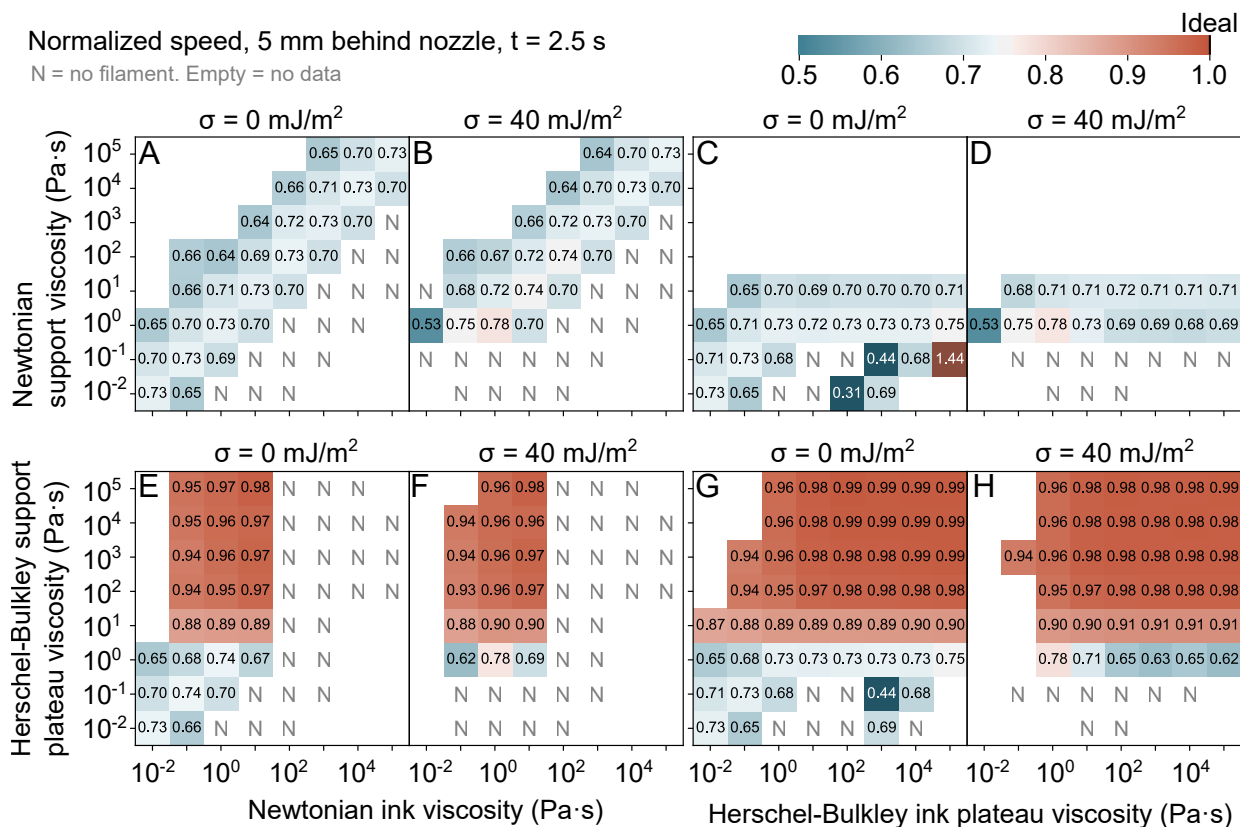 Ideal
Normalized speed, 5 mm behind nozzle, t = 2.5 s
N = no filament. Empty = no data
0.5 0.6 0.7 0.8 0.9 1.0
σ = 0 mJ/m² σ = 40 mJ/m² σ = 0 mJ/m² σ = 40 mJ/m²
Newtonian
support viscosity (Pa·s)
A B C D
10⁵ 0.65 0.70 0.73 0.64 0.70 0.73
10⁴ 0.66 0.71 0.73 0.70 0.64 0.70 0.73 0.70
10³ 0.64 0.72 0.73 0.70 N 0.66 0.72 0.73 0.70 N
10² 0.66 0.64 0.69 0.73 0.70 N N 0.66 0.67 0.72 0.74 0.70 N N
10¹ 0.66 0.71 0.73 0.70 N N N N 0.68 0.72 0.74 0.70 N N N 0.65 0.70 0.69 0.70 0.70 0.70 0.71 0.68 0.71 0.71 0.72 0.71 0.71 0.71
10⁰ 0.65 0.70 0.73 0.70 N N N 0.53 0.75 0.78 0.70 N N N 0.65 0.71 0.73 0.72 0.73 0.73 0.73 0.75 0.53 0.75 0.78 0.73 0.69 0.69 0.68 0.69
10⁻¹ 0.70 0.73 0.69 N N N N N N N N N 0.71 0.73 0.68 N N 0.44 0.68 1.44 N N N N N N N
10⁻² 0.73 0.65 N N N N N N N 0.73 0.65 N N 0.31 0.69 N N N
σ = 0 mJ/m² σ = 40 mJ/m² σ = 0 mJ/m² σ = 40 mJ/m²
Herschel-Bulkley support
plateau viscosity (Pa·s)
E F G H
10⁵ 0.95 0.97 0.98 N N N 0.96 0.98 N N N 0.96 0.98 0.99 0.99 0.99 0.99 0.96 0.98 0.98 0.98 0.98 0.99
10⁴ 0.95 0.96 0.97 N N N N 0.94 0.96 0.96 N N N N 0.96 0.98 0.99 0.99 0.99 0.99 0.96 0.98 0.98 0.98 0.98 0.98
10³ 0.94 0.96 0.97 N N N N 0.94 0.96 0.97 N N N N 0.94 0.96 0.98 0.98 0.98 0.99 0.99 0.94 0.96 0.98 0.98 0.98 0.98 0.98
10² 0.94 0.95 0.97 N N N N 0.93 0.96 0.97 N N N N 0.94 0.95 0.97 0.98 0.98 0.98 0.98 0.95 0.97 0.98 0.98 0.98 0.98
10¹ 0.88 0.89 0.89 N N 0.88 0.90 0.90 N N 0.87 0.88 0.89 0.89 0.89 0.89 0.90 0.90 0.90 0.90 0.91 0.91 0.91 0.91
10⁰ 0.65 0.68 0.74 0.67 N N 0.62 0.78 0.69 N N 0.65 0.68 0.73 0.73 0.73 0.73 0.73 0.75 0.78 0.71 0.65 0.63 0.65 0.62
10⁻¹ 0.70 0.74 0.70 N N N N N N N N 0.71 0.73 0.68 N N 0.44 0.68 N N N N N N
10⁻² 0.73 0.66 N N N N N N 0.73 0.65 N N N 0.69 N N N
10⁻² 10⁰ 10² 10⁴ 10⁻² 10⁰ 10² 10⁴ 10⁻² 10⁰ 10² 10⁴ 10⁻² 10⁰ 10² 10⁴
Newtonian ink viscosity (Pa·s) Herschel-Bulkley ink plateau viscosity (Pa·s)